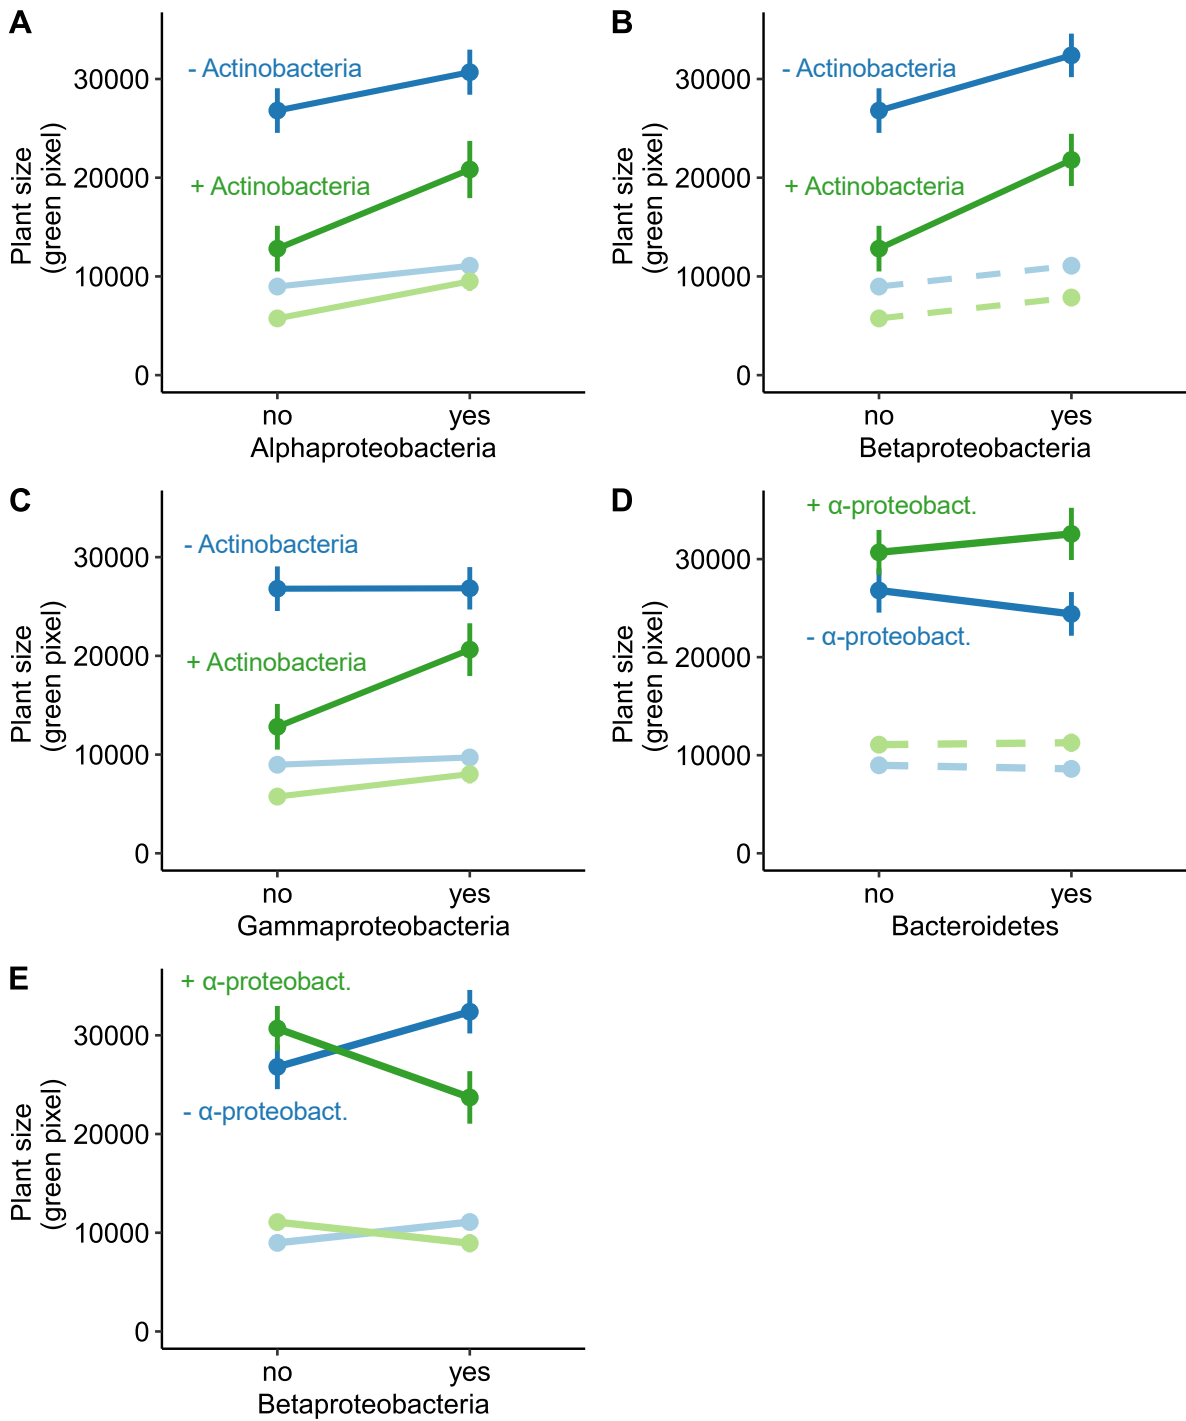 A
Plant size
(green pixel)
30000
20000
10000
0
- Actinobacteria
+ Actinobacteria
no
yes
Alphaproteobacteria
B
Plant size
(green pixel)
30000
20000
10000
0
- Actinobacteria
+ Actinobacteria
no
yes
Betaproteobacteria
C
Plant size
(green pixel)
30000
20000
10000
0
- Actinobacteria
+ Actinobacteria
no
yes
Gammaproteobacteria
D
Plant size
(green pixel)
30000
20000
10000
0
+ α-proteobact.
- α-proteobact.
no
yes
Bacteroidetes
E
Plant size
(green pixel)
30000
20000
10000
0
+ α-proteobact.
- α-proteobact.
no
yes
Betaproteobacteria